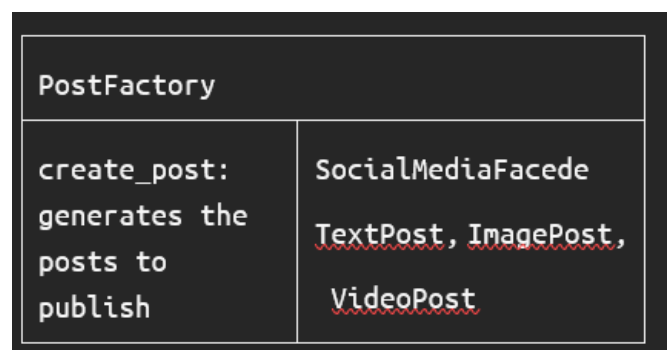 PostFactory
create_post:
generates the
posts to
publish
SocialMediaFacede
TextPost, ImagePost,
VideoPost